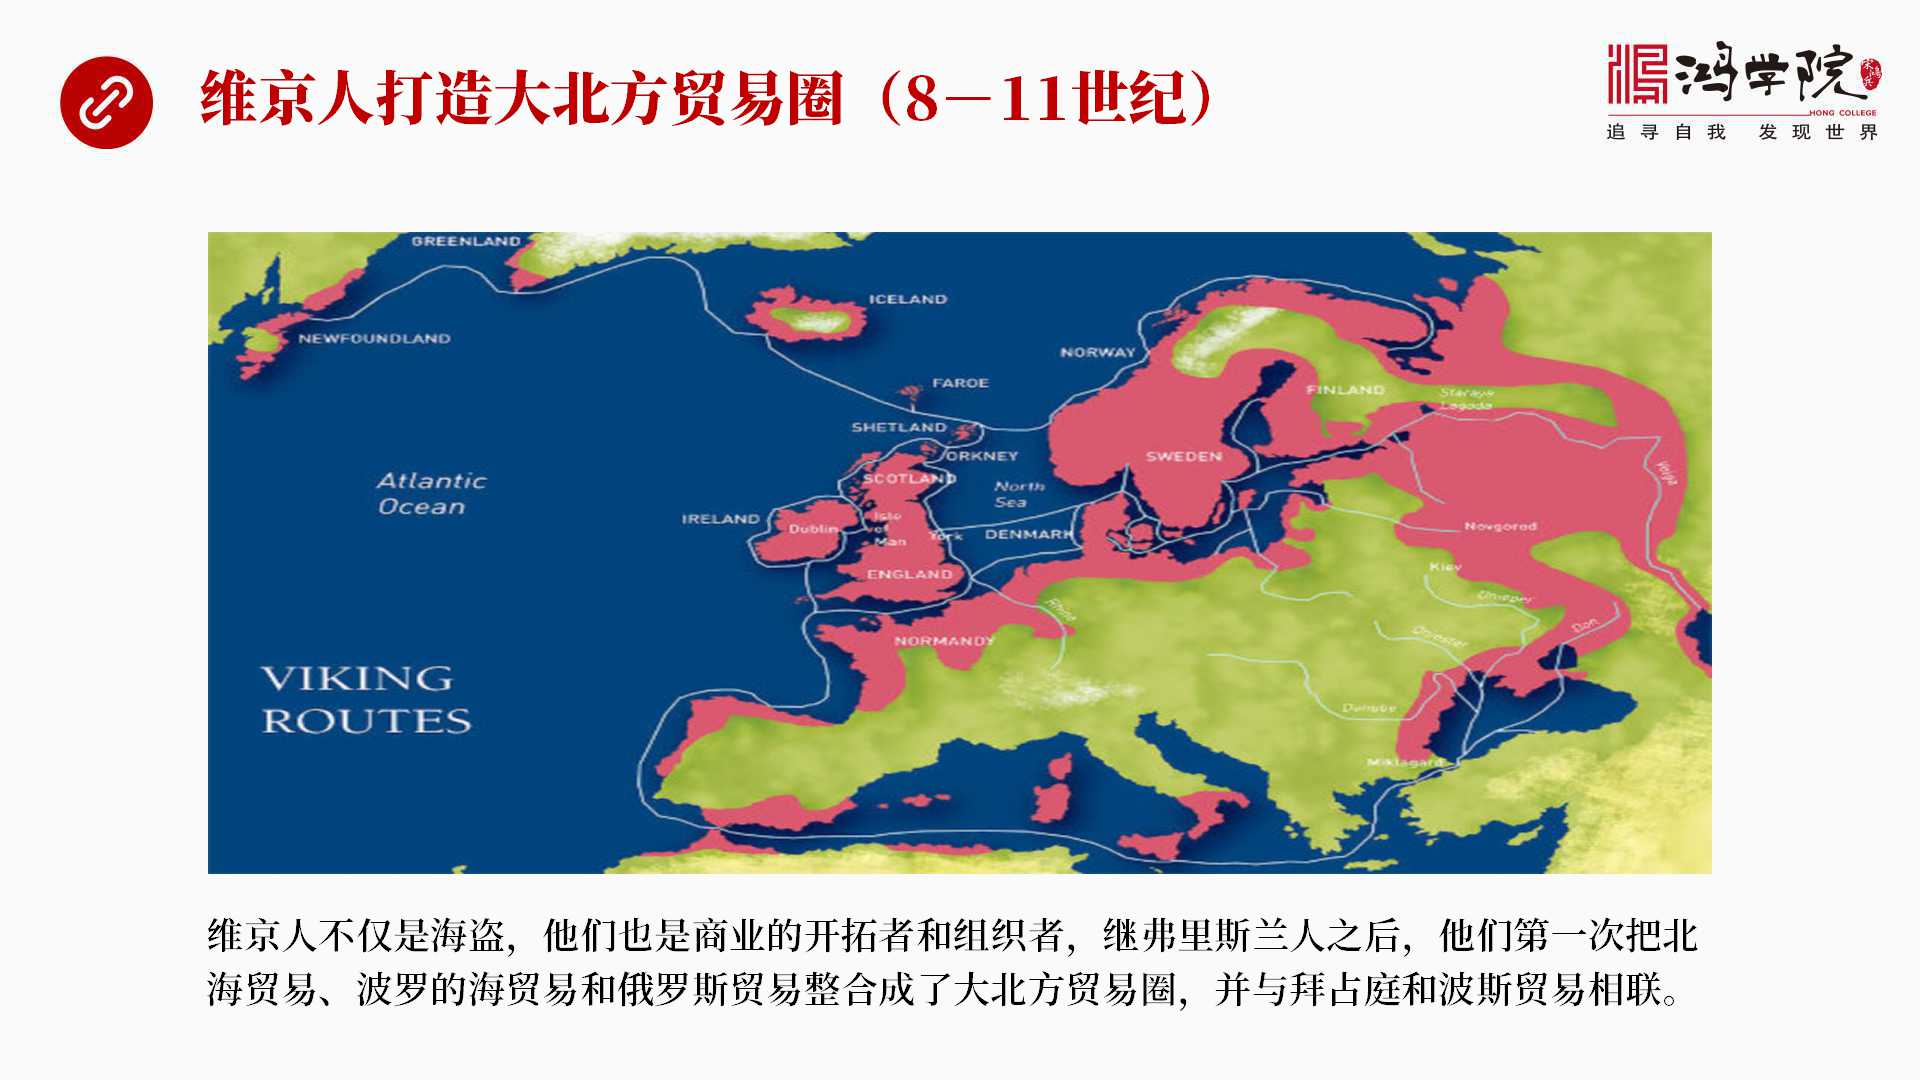 维京人打造大北方贸易圈（8－11世纪）
鸿学院
HONG COLLEGE
追寻自我 发现世界
GREENLAND
ICELAND
NEWFOUNDLAND
NORWAY
FAROE
FINLAND
Staraya
Lagoda
SHETLAND
ORKNEY
SWEDEN
SCOTLAND
Volga
Atlantic
Ocean
North
Sea
IRELAND
Dublin
Isle
of
Man
York
DENMARK
Novgorod
ENGLAND
Kiev
Rhine
Dnieper
Dniester
Don
NORMANDY
VIKING
ROUTES
Danube
Miklagard
维京人不仅是海盗，他们也是商业的开拓者和组织者，继弗里斯兰人之后，他们第一次把北
海贸易、波罗的海贸易和俄罗斯贸易整合成了大北方贸易圈，并与拜占庭和波斯贸易相联。